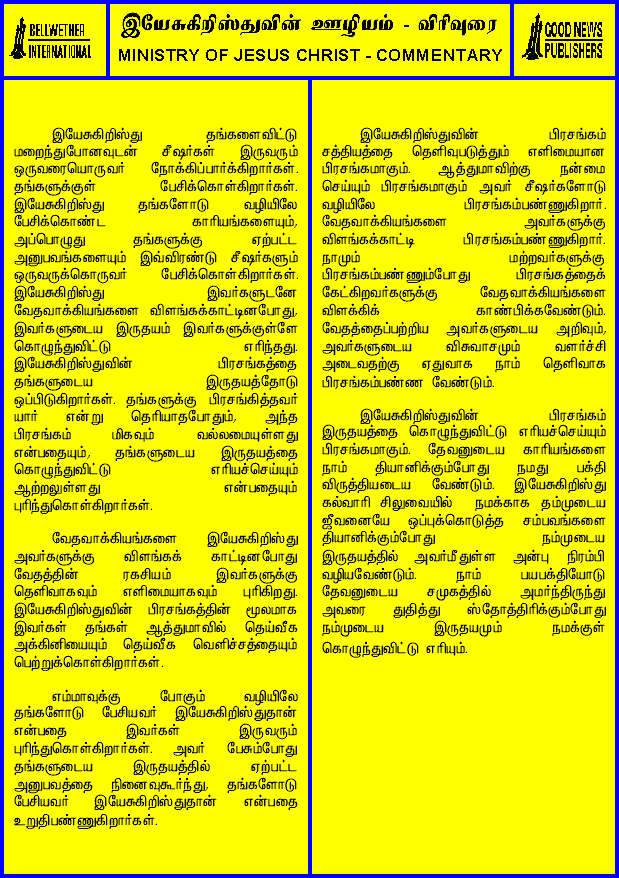 BELLWETHER
INTERNATIONAL
இயேசுகிறிஸ்துவின் ஊழியம் - விரிவுரை
MINISTRY OF JESUS CHRIST - COMMENTARY
GOOD NEWS
PUBLISHERS
இயேசுகிறிஸ்து தங்களைவிட்டு
மறைந்துபோனவுடன் சீஷர்கள் இருவரும்
ஒருவரையொருவர் நோக்கிப்பார்க்கிறார்கள்.
தங்களுக்குள் பேசிக்கொள்கிறார்கள்.
இயேசுகிறிஸ்து தங்களோடு வழியிலே
பேசிக்கொண்ட காரியங்களையும்,
அப்பொழுது தங்களுக்கு ஏற்பட்ட
அனுபவங்களையும் இவ்விரண்டு சீஷர்களும்
ஒருவருக்கொருவர் பேசிக்கொள்கிறார்கள்.
இயேசுகிறிஸ்து இவர்களுடனே
வேதவாக்கியங்களை விளங்கக்காட்டினபோது,
இவர்களுடைய இருதயம் இவர்களுக்குள்ளே
கொழுந்துவிட்டு எரிந்தது.
இயேசுகிறிஸ்துவின் பிரசங்கத்தை
தங்களுடைய இருதயத்தோடு
ஒப்பிடுகிறார்கள். தங்களுக்கு பிரசங்கித்தவர்
யார் என்று தெரியாதபோதும், அந்த
பிரசங்கம் மிகவும் வல்லமையுள்ளது
என்பதையும், தங்களுடைய இருதயத்தை
கொழுந்துவிட்டு எரியச்செய்யும்
ஆற்றலுள்ளது என்பதையும்
புரிந்துகொள்கிறார்கள்.
வேதவாக்கியங்களை இயேசுகிறிஸ்து
அவர்களுக்கு விளங்கக் காட்டினபோது
வேதத்தின் ரகசியம் இவர்களுக்கு
தெளிவாகவும் எளிமையாகவும் புரிகிறது.
இயேசுகிறிஸ்துவின் பிரசங்கத்தின் மூலமாக
இவர்கள் தங்கள் ஆத்துமாவில் தெய்வீக
அக்கினியையும் தெய்வீக வெளிச்சத்தையும்
பெற்றுக்கொள்கிறார்கள்.
எம்மாவுக்கு போகும் வழியிலே
தங்களோடு பேசியவர் இயேசுகிறிஸ்துதான்
என்பதை இவர்கள் இருவரும்
புரிந்துகொள்கிறார்கள். அவர் பேசும்போது
தங்களுடைய இருதயத்தில் ஏற்பட்ட
அனுபவத்தை நினைவுகூர்ந்து, தங்களோடு
பேசியவர் இயேசுகிறிஸ்துதான் என்பதை
உறுதிபண்ணுகிறார்கள்.
இயேசுகிறிஸ்துவின் பிரசங்கம்
சத்தியத்தை தெளிவுபடுத்தும் எளிமையான
பிரசங்கமாகும். ஆத்துமாவிற்கு நன்மை
செய்யும் பிரசங்கமாகும் அவர் சீஷர்களோடு
வழியிலே பிரசங்கம்பண்ணுகிறார்.
வேதவாக்கியங்களை அவர்களுக்கு
விளங்கக்காட்டி பிரசங்கம்பண்ணுகிறார்.
நாமும் மற்றவர்களுக்கு
பிரசங்கம்பண்ணும்போது பிரசங்கத்தைக்
கேட்கிறவர்களுக்கு வேதவாக்கியங்களை
விளக்கிக் காண்பிக்கவேண்டும்.
வேதத்தைப்பற்றிய அவர்களுடைய அறிவும்,
அவர்களுடைய விசுவாசமும் வளர்ச்சி
அடைவதற்கு ஏதுவாக நாம் தெளிவாக
பிரசங்கம்பண்ண வேண்டும்.
இயேசுகிறிஸ்துவின் பிரசங்கம்
இருதயத்தை கொழுந்துவிட்டு எரியச்செய்யும்
பிரசங்கமாகும். தேவனுடைய காரியங்களை
நாம் தியானிக்கும்போது நமது பக்தி
விருத்தியடைய வேண்டும். இயேசுகிறிஸ்து
கல்வாரி சிலுவையில் நமக்காக தம்முடைய
ஜீவனையே ஒப்புக்கொடுத்த சம்பவங்களை
தியானிக்கும்போது நம்முடைய
இருதயத்தில் அவர்மீதுள்ள அன்பு நிரம்பி
வழியவேண்டும். நாம் பயபக்தியோடு
தேவனுடைய சமுகத்தில் அமர்ந்திருந்து
அவரை துதித்து ஸ்தோத்திரிக்கும்போது
நம்முடைய இருதயமும் நமக்குள்
கொழுந்துவிட்டு எரியும்.